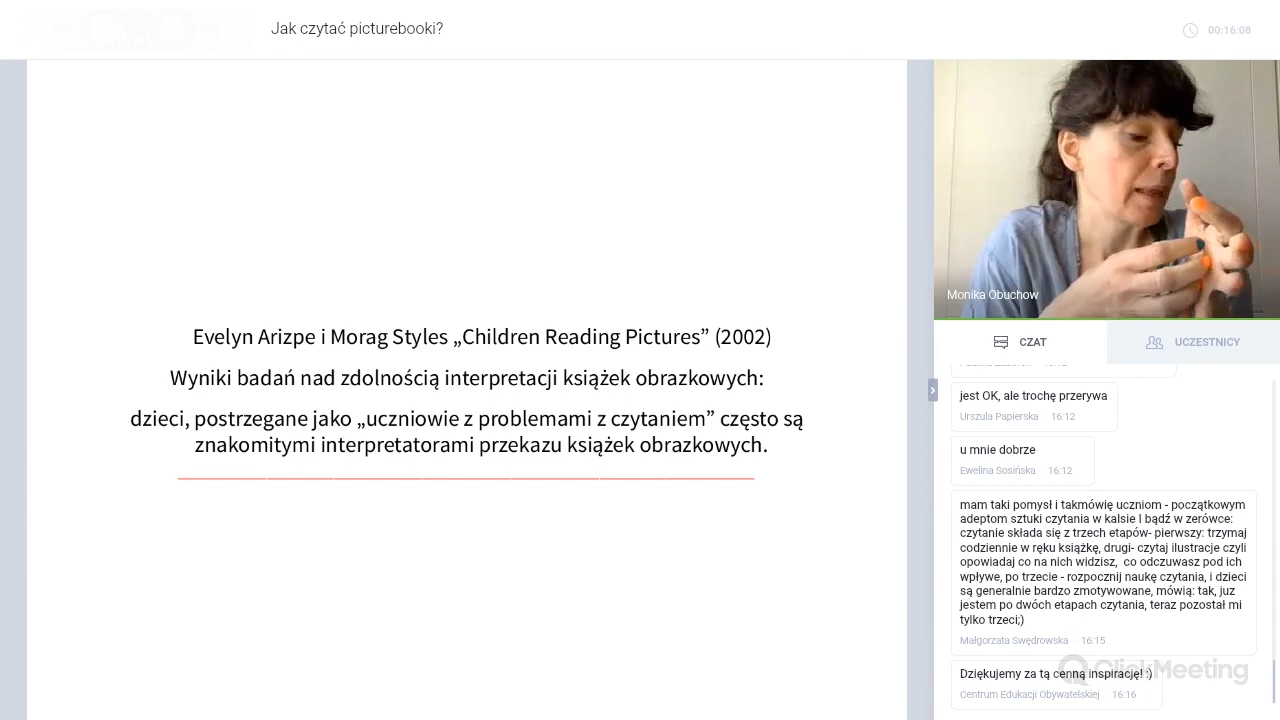 Jak czytać picturebooki?
00:16:08
Evelyn Arizpe i Morag Styles „Children Reading Pictures” (2002)
Wyniki badań nad zdolnością interpretacji książek obrazkowych:
dzieci, postrzegane jako „uczniowie z problemami z czytaniem” często są
znakomitymi interpretatorami przekazu książek obrazkowych.
Monika Obuchow
CZAT
UCZESTNICY
jest OK, ale trochę przerywa
Urszula Papierska · 16:12
u mnie dobrze
Ewelina Sosińska · 16:12
mam taki pomysł i takmówię uczniom - początkowym
adeptom sztuki czytania w kalsie I bądź w zerówce:
czytanie składa się z trzech etapów- pierwszy: trzymaj
codziennie w ręku książkę, drugi- czytaj ilustracje czyli
opowiadaj co na nich widzisz, co odczuwasz pod ich
wpływe, po trzecie - rozpocznij naukę czytania, i dzieci
są generalnie bardzo zmotywowane, mówią: tak, juz
jestem po dwóch etapach czytania, teraz pozostał mi
tylko trzeci;)
Małgorzata Swędrowska · 16:15
Dziękujemy za tą cenną inspirację! :)
Centrum Edukacji Obywatelskiej · 16:16
ClickMeeting